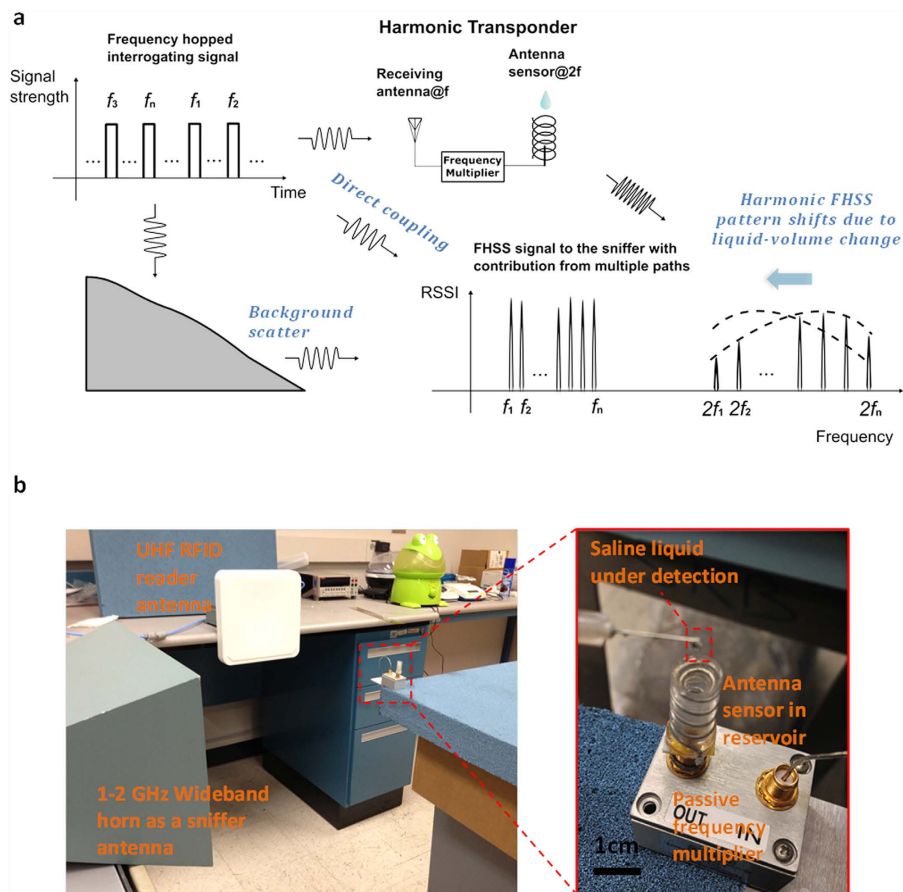 a
Frequency hopped
interrogating signal
Harmonic Transponder
Signal
strength
f3 fn f1 f2
... ... ... ...
Time
Receiving
antenna@f
Antenna
sensor@2f
Frequency
Multiplier
Direct coupling
Background
scatter
FHSS signal to the sniffer with
contribution from multiple paths
Harmonic FHSS
pattern shifts due to
liquid-volume change
RSSI
... ...
f1 f2 fn 2f1 2f2 2fn
Frequency
b
UHF RFID
reader
antenna
1-2 GHz Wideband
horn as a sniffer
antenna
Saline liquid
under detection
Antenna
sensor in
reservoir
Passive
frequency
multiplier
OUT IN
1cm